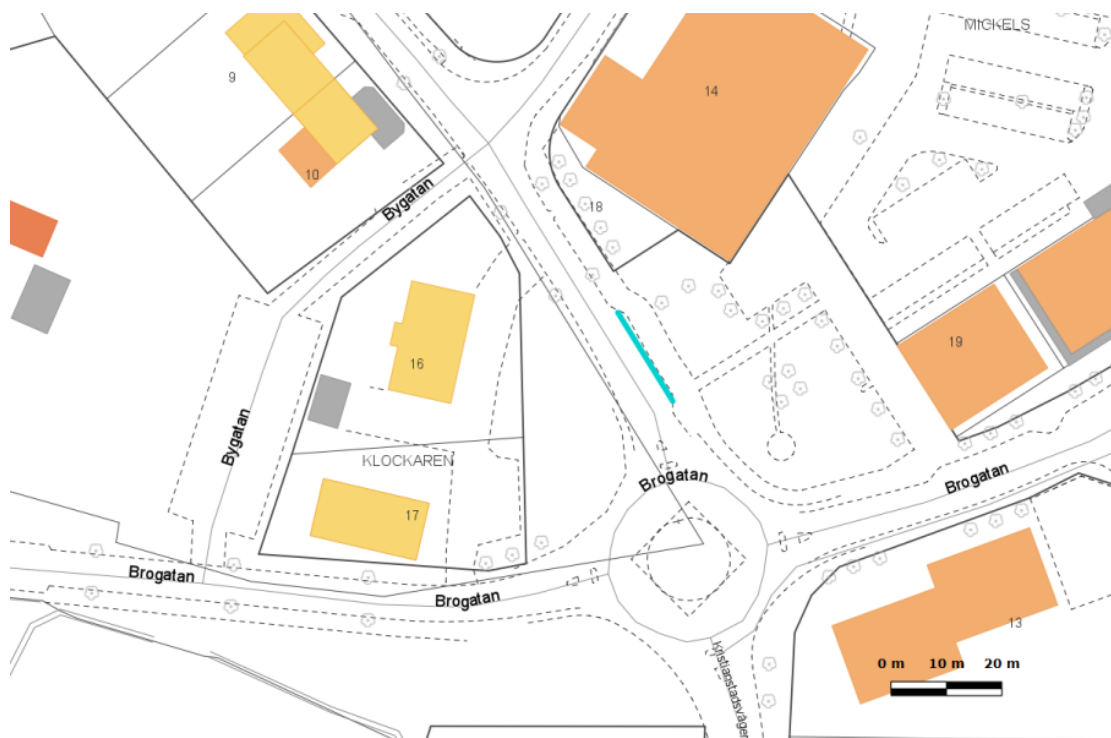 MICKELS
9
14
10
Bygatan
18
16
19
Bygatan
KLOCKAREN
Brogatan
Brogatan
17
Brogatan
Brogatan
13
Kristianstadsvägen
0 m 10 m 20 m